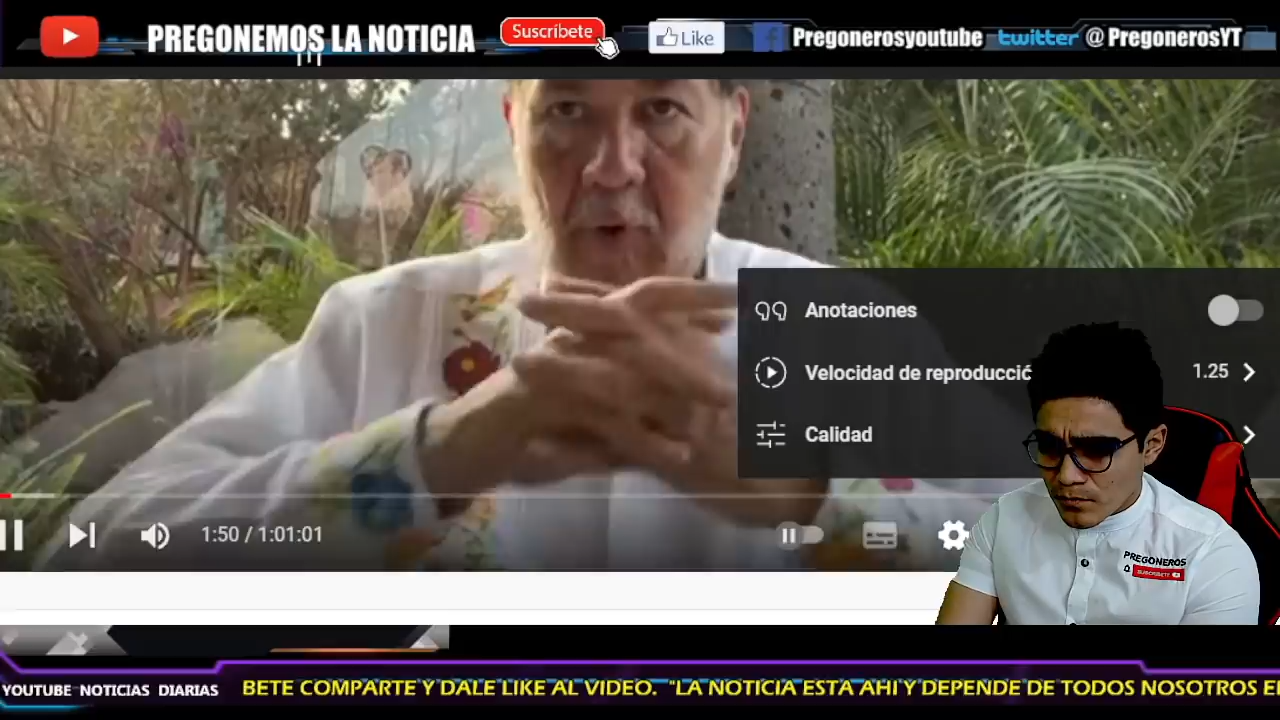 PREGONEMOS LA NOTICIA
Suscríbete
Like
Pregonerosyoutube
twitter @PregonerosYT
Anotaciones
Velocidad de reproducció
1.25
Calidad
1:50 / 1:01:01
PREGONEROS
SUSCRIBETE
YOUTUBE NOTICIAS DIARIAS
BETE COMPARTE Y DALE LIKE AL VIDEO. "LA NOTICIA ESTA AHI Y DEPENDE DE TODOS NOSOTROS E